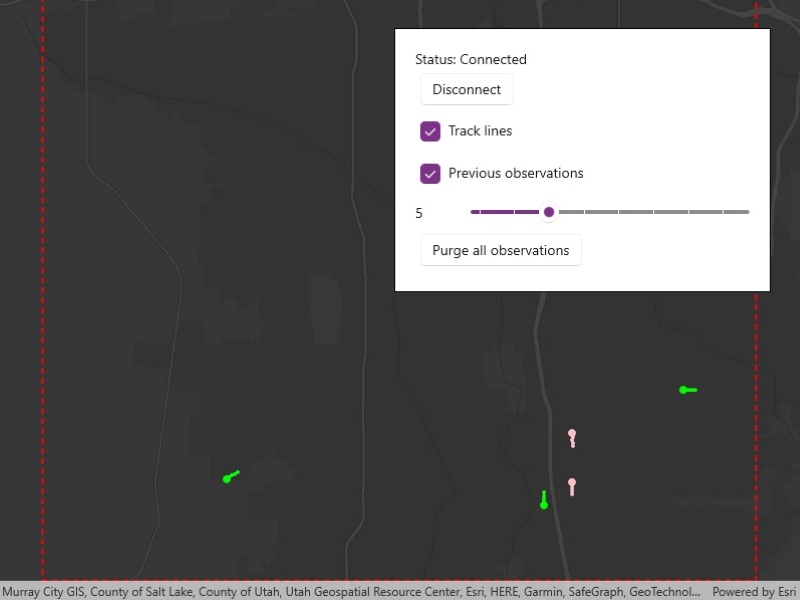 Status: Connected
Disconnect
Track lines
Previous observations
5
Purge all observations
Murray City GIS, County of Salt Lake, County of Utah, Utah Geospatial Resource Center, Esri, HERE, Garmin, SafeGraph, GeoTechnol... Powered by Esri